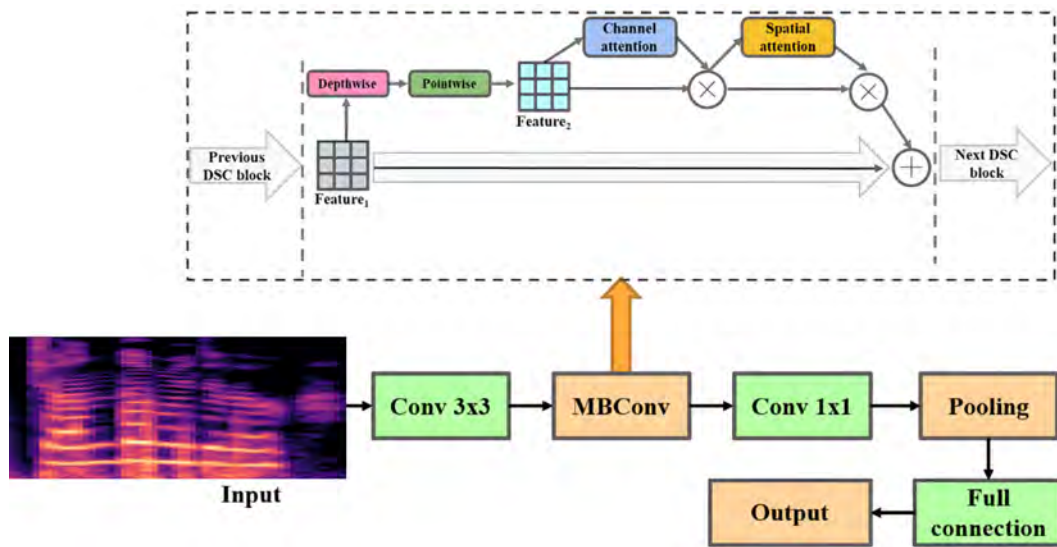 Channel
attention
Spatial
attention
Depthwise
Pointwise
Feature2
Previous
DSC block
Feature1
Next DSC
block
Input
Conv 3x3
MBConv
Conv 1x1
Pooling
Full
connection
Output